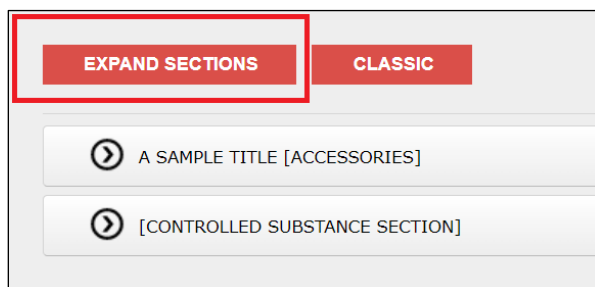 EXPAND SECTIONS CLASSIC
A SAMPLE TITLE [ACCESSORIES]
[CONTROLLED SUBSTANCE SECTION]